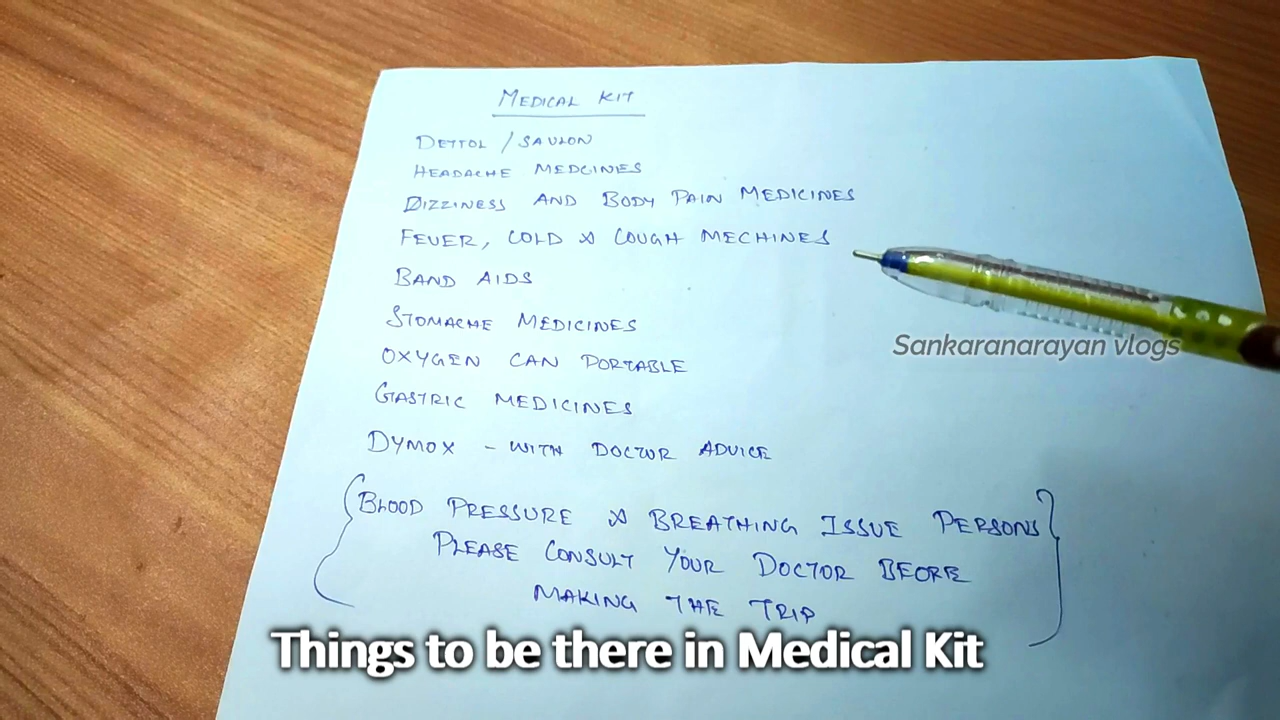 MEDICAL KIT
DETTOL / SAVLON
HEADACHE MEDCINES
DIZZINESS AND BODY PAIN MEDICINES
FEVER, COLD & COUGH MECHINES
BAND AIDS
STOMACHE MEDICINES
OXYGEN CAN PORTABLE
GASTRIC MEDICINES
DYMOX - WITH DOCTOR ADVICE
{BLOOD PRESSURE & BREATHING ISSUE PERSONS}
PLEASE CONSULT YOUR DOCTOR BEFORE
MAKING THE TRIP
Sankaranarayan vlogs
Things to be there in Medical Kit